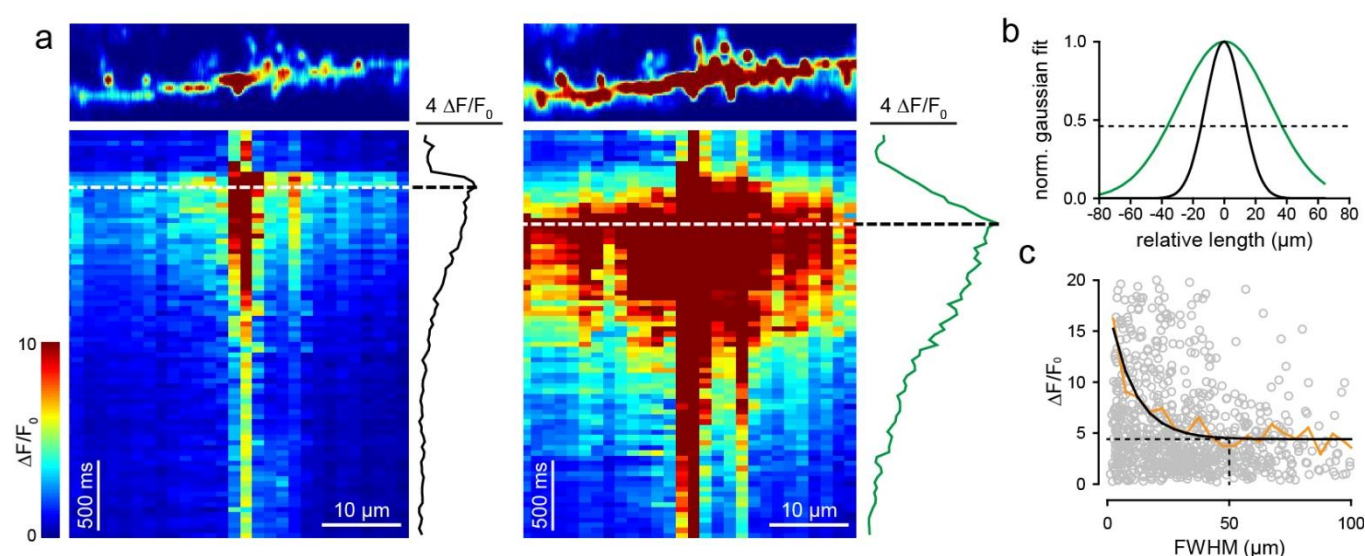 a
4 ΔF/F₀
4 ΔF/F₀
10
ΔF/F₀
0
500 ms
10 µm
500 ms
10 µm
b
norm. gaussian fit
1.0
0.5
0.0
-80 -60 -40 -20 0 20 40 60 80
relative length (µm)
c
ΔF/F₀
20
15
10
5
0
0 50 100
FWHM (µm)